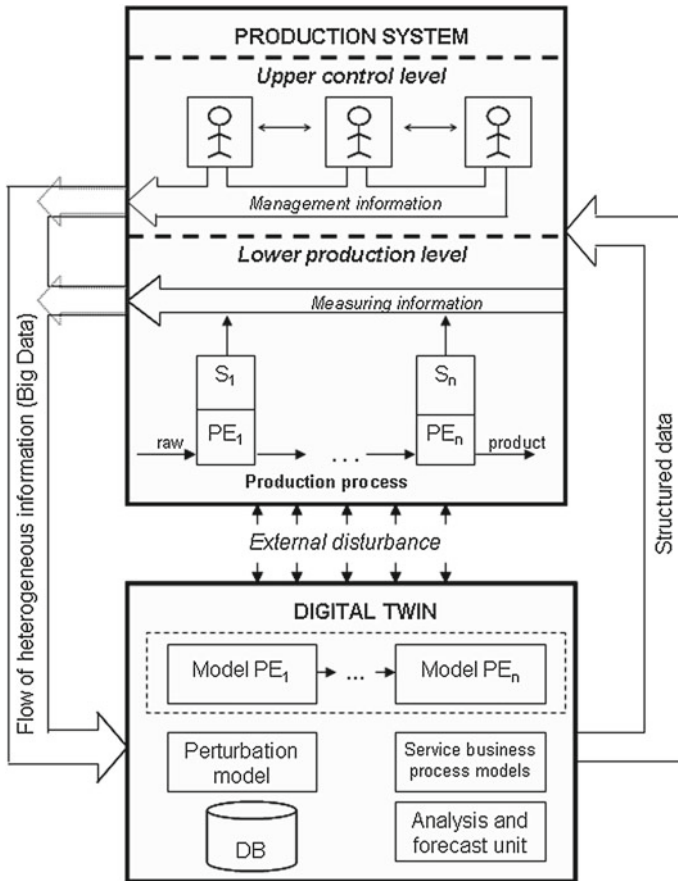 PRODUCTION SYSTEM
Upper control level
Management information
Lower production level
Measuring information
S₁
Sₙ
PE₁
PEₙ
raw
. . .
product
Production process
External disturbance
Flow of heterogeneous information (Big Data)
Structured data
DIGITAL TWIN
Model PE₁
...
Model PEₙ
Perturbation
model
Service business
process models
DB
Analysis and
forecast unit